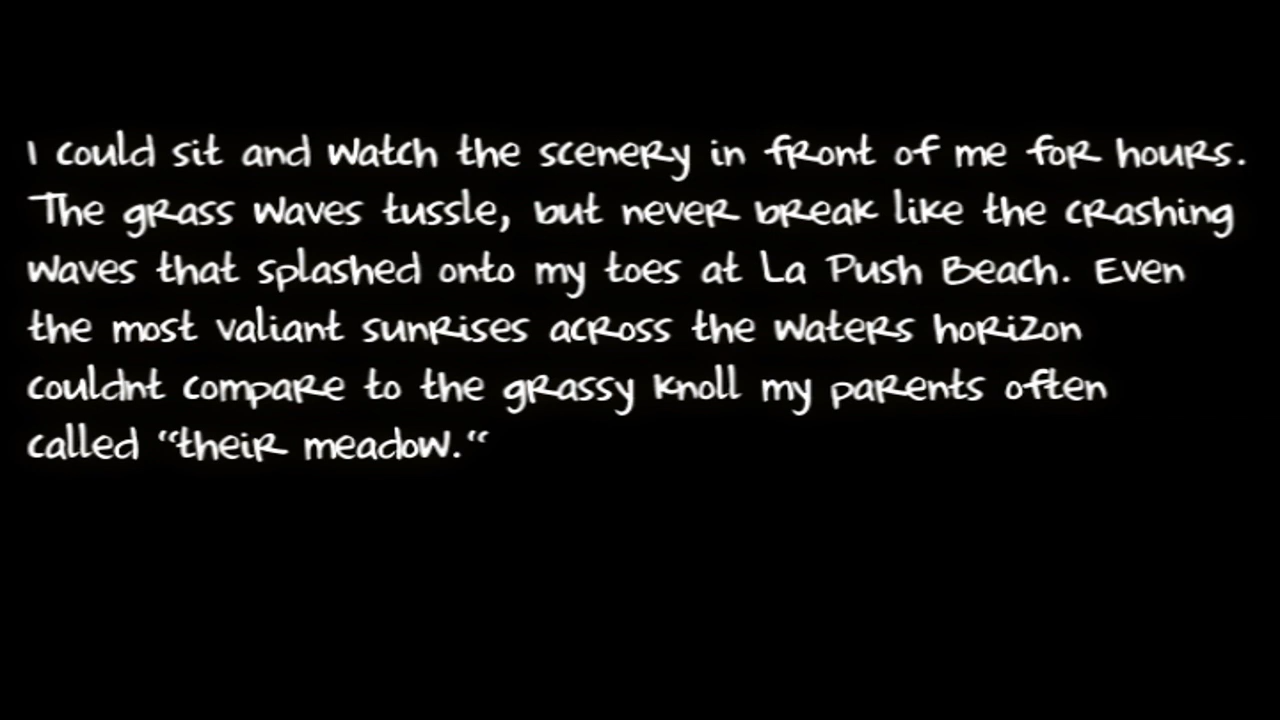 I could sit and watch the scenery in front of me for hours.
The grass waves tussle, but never break like the crashing
waves that splashed onto my toes at La Push Beach. Even
the most valiant sunrises across the waters horizon
couldnt compare to the grassy knoll my parents often
called “their meadow.“